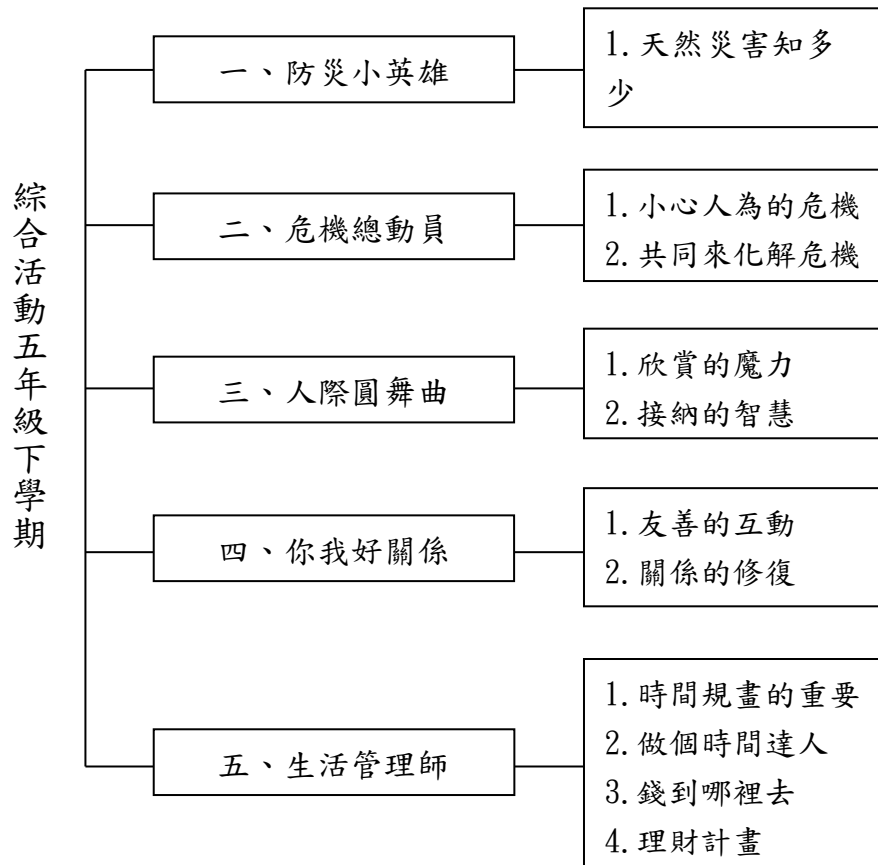 綜合活動五年級下學期
一、防災小英雄
1.天然災害知多
少
二、危機總動員
1.小心人為的危機
2.共同來化解危機
三、人際圓舞曲
1.欣賞的魔力
2.接納的智慧
四、你我好關係
1.友善的互動
2.關係的修復
五、生活管理師
1.時間規畫的重要
2.做個時間達人
3.錢到哪裡去
4.理財計畫